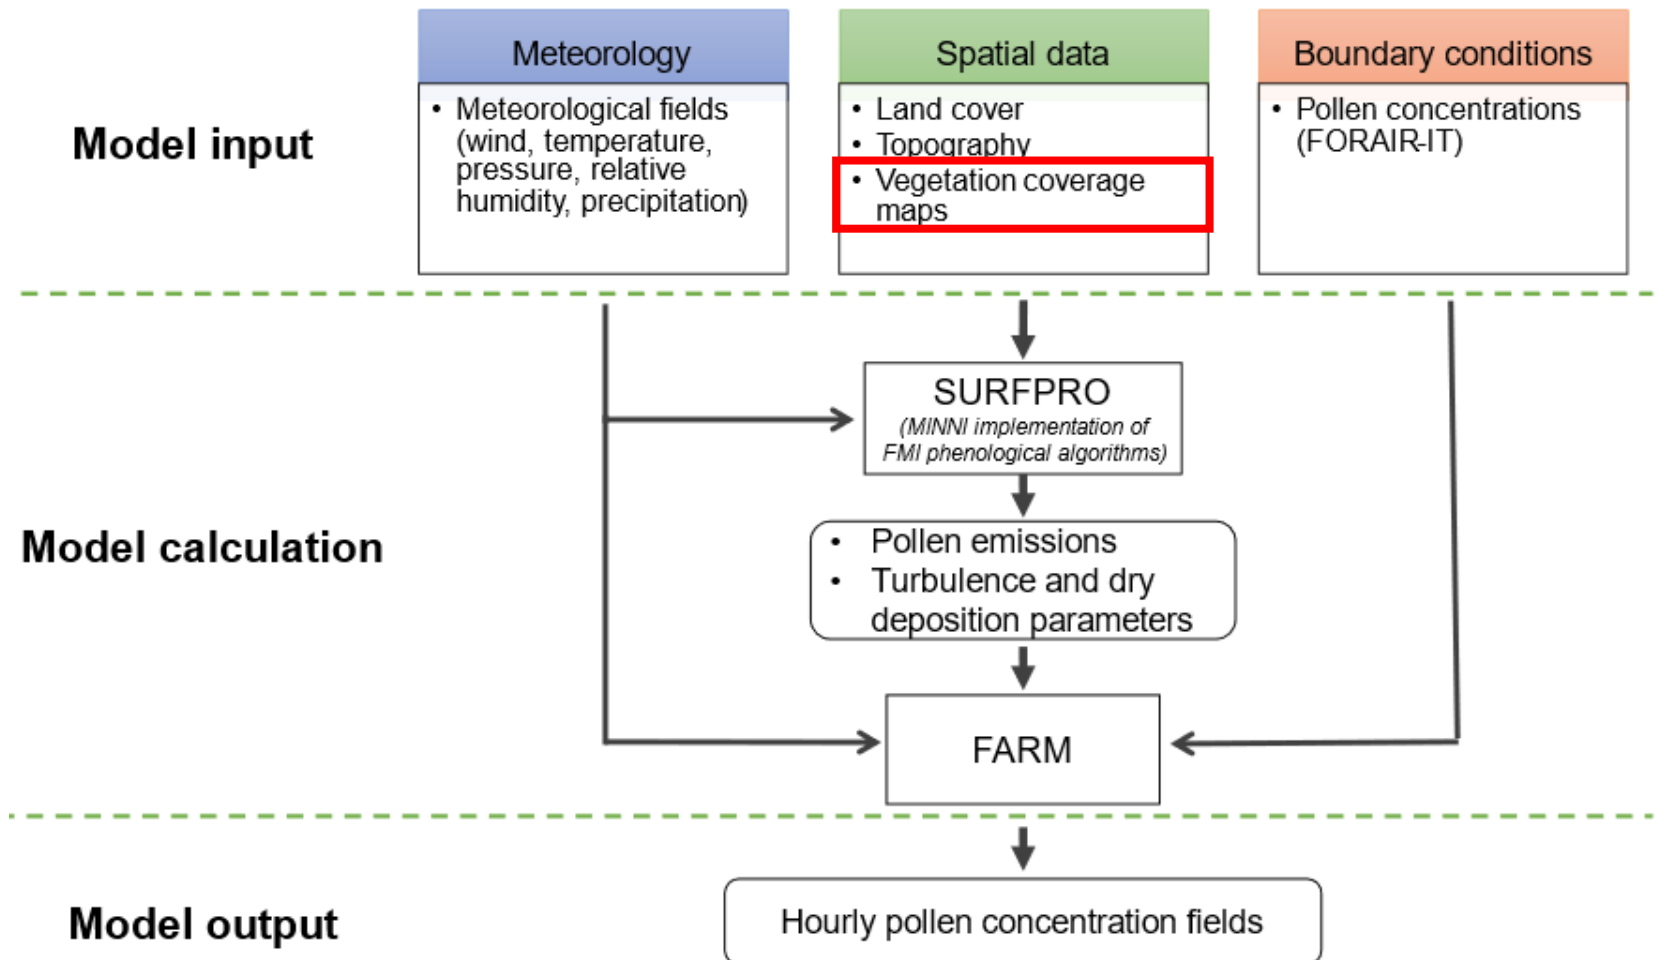 Meteorology
Spatial data
Boundary conditions
Model input
• Meteorological fields
(wind, temperature,
pressure, relative
humidity, precipitation)
• Land cover
• Topography
• Vegetation coverage
maps
• Pollen concentrations
(FORAIR-IT)
Model calculation
SURFPRO
(MINNI implementation of
FMI phenological algorithms)
• Pollen emissions
• Turbulence and dry
deposition parameters
FARM
Model output
Hourly pollen concentration fields